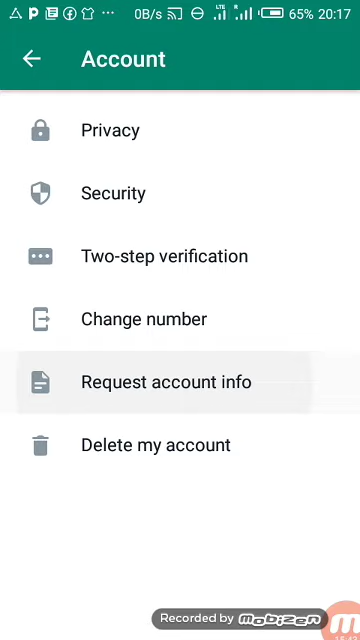 0B/s LTE R 65% 20:17
Account
Privacy
Security
Two-step verification
Change number
Request account info
Delete my account
Recorded by mobizen